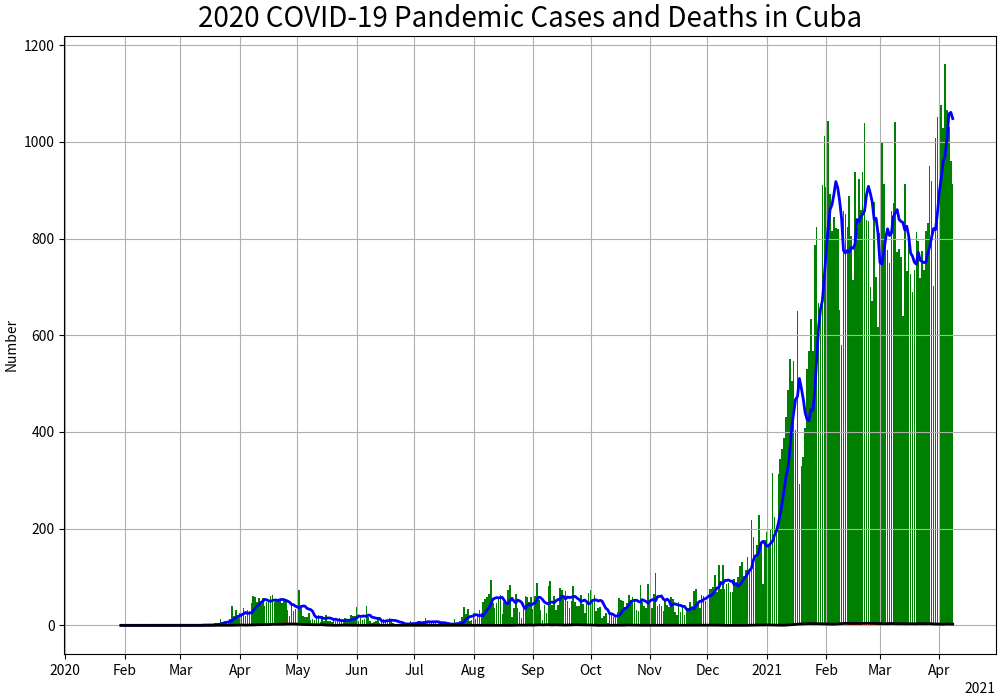 2020 COVID-19 Pandemic Cases and Deaths in Cuba
1200
1000
800
600
400
200
0
Number
2020 Feb Mar Apr May Jun Jul Aug Sep Oct Nov Dec 2021 Feb Mar Apr
2021